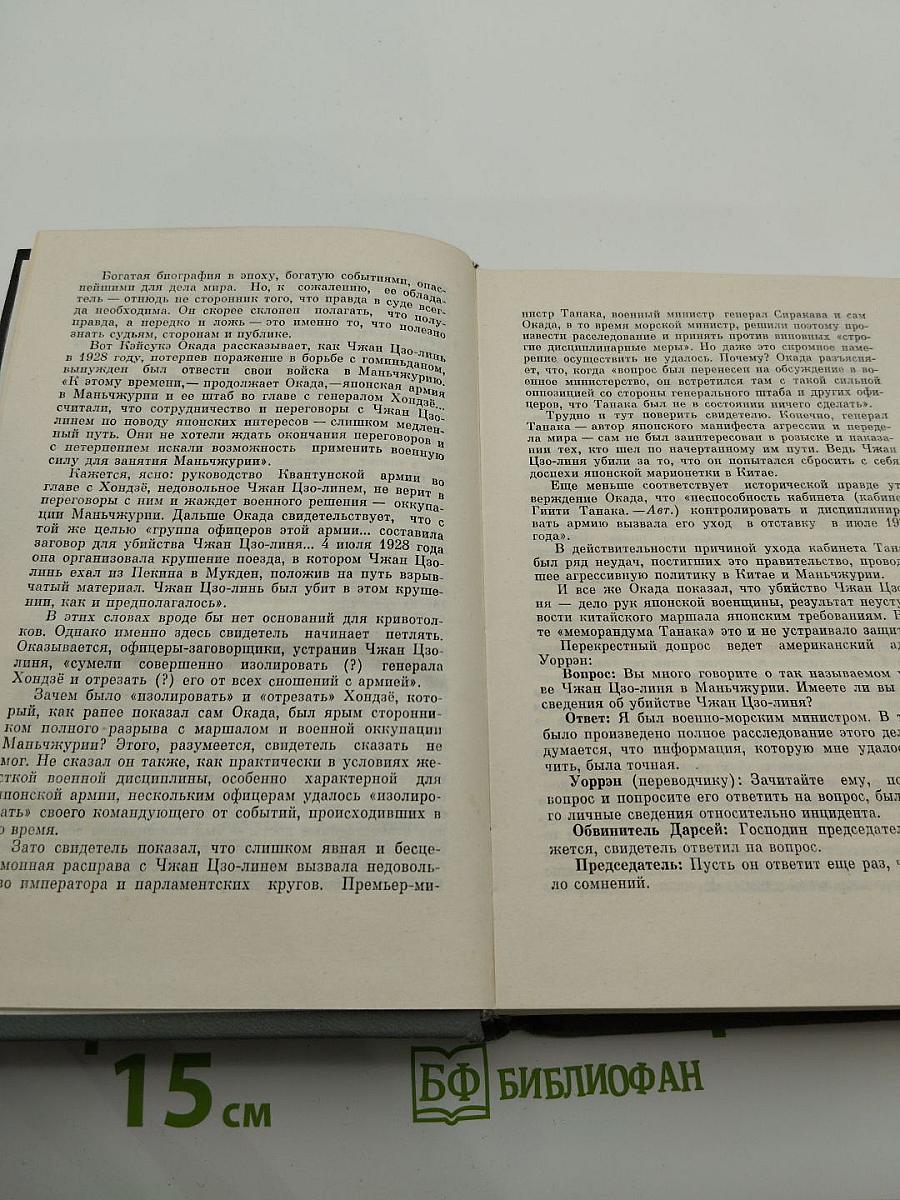 Богатая биография в эпоху, богатую событиями, опас-
нейшими для дела мира. Но, к сожалению, ее облада-
тель — отнюдь не сторонник того, что правда в суде всег-
да необходима. Он скорее склонен полагать, что полу-
правда, а нередко и ложь — это именно то, что полезно
знать судьям, сторонам и публике.
Вот Кэйсукэ Окада рассказывает, как Чжан Цзо-линь
в 1928 году, потерпев поражение в борьбе с гоминьданом,
вынужден был отвести свои войска в Маньчжурию.
«К этому времени,— продолжает Окада,—японская армия
в Маньчжурии и ее штаб во главе с генералом Хондзё...
считали, что сотрудничество и переговоры с Чжан Цзо-
линем по поводу японских интересов — слишком медлен-
ный путь. Они не хотели ждать окончания переговоров и
с нетерпением искали возможность применить военную
силу для занятия Маньчжурии».
Кажется, ясно: руководство Квантунской армии во
главе с Хондзё, недовольное Чжан Цзо-линем, не верит в
переговоры с ним и жаждет военного решения — оккупа-
ции Маньчжурии. Дальше Окада свидетельствует, что с
той же целью «группа офицеров этой армии... составила
заговор для убийства Чжан Цзо-линя... 4 июля 1928 года
она организовала крушение поезда, в котором Чжан Цзо-
линь ехал из Пекина в Мукден, положив на путь взрыв-
чатый материал. Чжан Цзо-линь был убит в этом круше-
нии, как и предполагалось».
В этих словах вроде бы нет оснований для кривотол-
ков. Однако именно здесь свидетель начинает петлять.
Оказывается, офицеры-заговорщики, устранив Чжан Цзо-
линя, «сумели совершенно изолировать (?) генерала
Хондзё и отрезать (?) его от всех сношений с армией».
Зачем было «изолировать» и «отрезать» Хондзё, кото-
рый, как ранее показал сам Окада, был ярым сторонни-
ком полного разрыва с маршалом и военной оккупации
Маньчжурии? Этого, разумеется, свидетель сказать не
мог. Не сказал он также, как практически в условиях же-
сткой военной дисциплины, особенно характерной для
японской армии, нескольким офицерам удалось «изолиро-
ать» своего командующего от событий, происходивших в
о время.
Зато свидетель показал, что слишком явная и бесце-
монная расправа с Чжан Цзо-линем вызвала недоволь-
во императора и парламентских кругов. Премьер-ми-
нистр Танака, военный министр генерал Сиракава и сам
Окада, в то время морской министр, решили поэтому про-
извести расследование и принять против виновных «стро-
гие дисциплинарные меры». Но даже это скромное наме-
рение осуществить не удалось. Почему? Окада разъясня-
ет, что, когда «вопрос был перенесен на обсуждение в во-
енное министерство, он встретился там с такой сильной
оппозицией со стороны генерального штаба и других офи-
церов, что Танака был не в состоянии ничего сделать».
Трудно и тут поверить свидетелю. Конечно, генерал
Танака — автор японского манифеста агрессии и переде-
ла мира — сам не был заинтересован в розыске и наказа-
нии тех, кто шел по начертанному им пути. Ведь Чжан
Цзо-линя убили за то, что он попытался сбросить с себя
доспехи японской марионетки в Китае.
Еще меньше соответствует исторической правде ут
верждение Окада, что «неспособность кабинета (кабине
Гиити Танака. —Авт.) контролировать и дисциплинир
вать армию вызвала его уход в отставку в июле 19
года».
В действительности причиной ухода кабинета Тан
был ряд неудач, постигших это правительство, провод
шее агрессивную политику в Китае и Маньчжурии.
И все же Окада показал, что убийство Чжан Цзо
ня — дело рук японской военщины, результат неусту
вости китайского маршала японским требованиям. В
те «меморандума Танака» это и не устраивало защит
Перекрестный допрос ведет американский а
Уоррэн:
Вопрос: Вы много говорите о так называемом
ве Чжан Цзо-линя в Маньчжурии. Имеете ли вы
сведения об убийстве Чжан Цзо-линя?
Ответ: Я был военно-морским министром. В т
было произведено полное расследование этого дел
думается, что информация, которую мне удалос
чить, была точная.
Уоррэн (переводчику): Зачитайте ему, по
вопрос и попросите его ответить на вопрос, был
го личные сведения относительно инцидента.
Обвинитель Дарсей: Господин председател
жется, свидетель ответил на вопрос.
Председатель: Пусть он ответит еще раз, ч
ло сомнений.
15 см
БФ БИБЛИОФАН